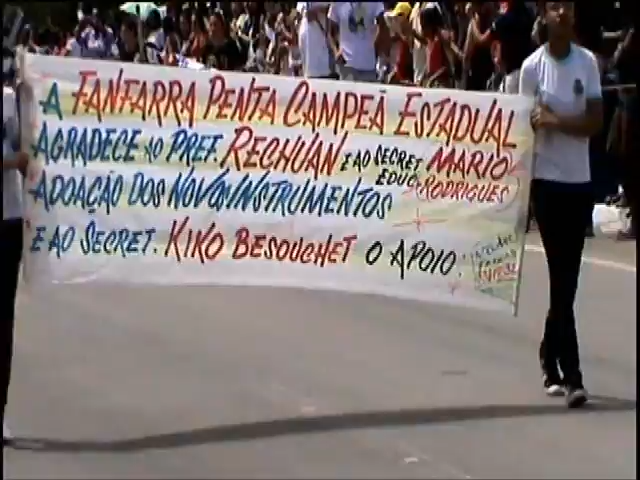 A FANFARRA PENTA CAMPEÃ ESTADUAL
AGRADECE AO PREF. RECHUAN E AO SECRET. EDUC. MARIO RODRIGUES
A DOAÇÃO DOS NOVOS INSTRUMENTOS
E AO SECRET. KIKO BESOUCHET O APOIO.